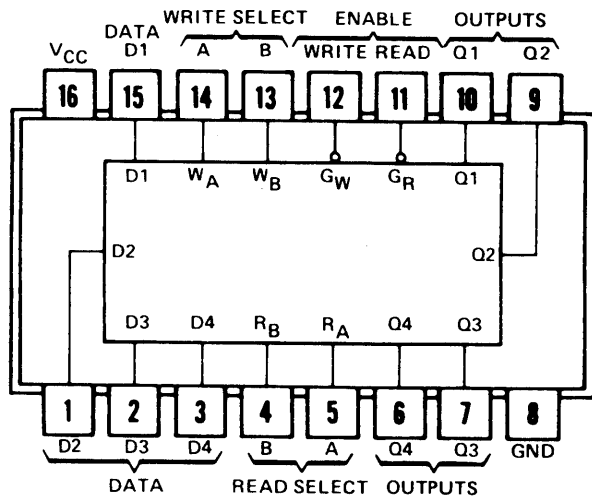 WRITE SELECT ENABLE OUTPUTS
DATA
VCC D1 A B WRITE READ Q1 Q2
16 15 14 13 12 11 10 9
D1 WA WB GW GR Q1
D2 Q2
D3 D4 RB RA Q4 Q3
1 2 3 4 5 6 7 8
D2 D3 D4 B A Q4 Q3 GND
DATA READ SELECT OUTPUTS